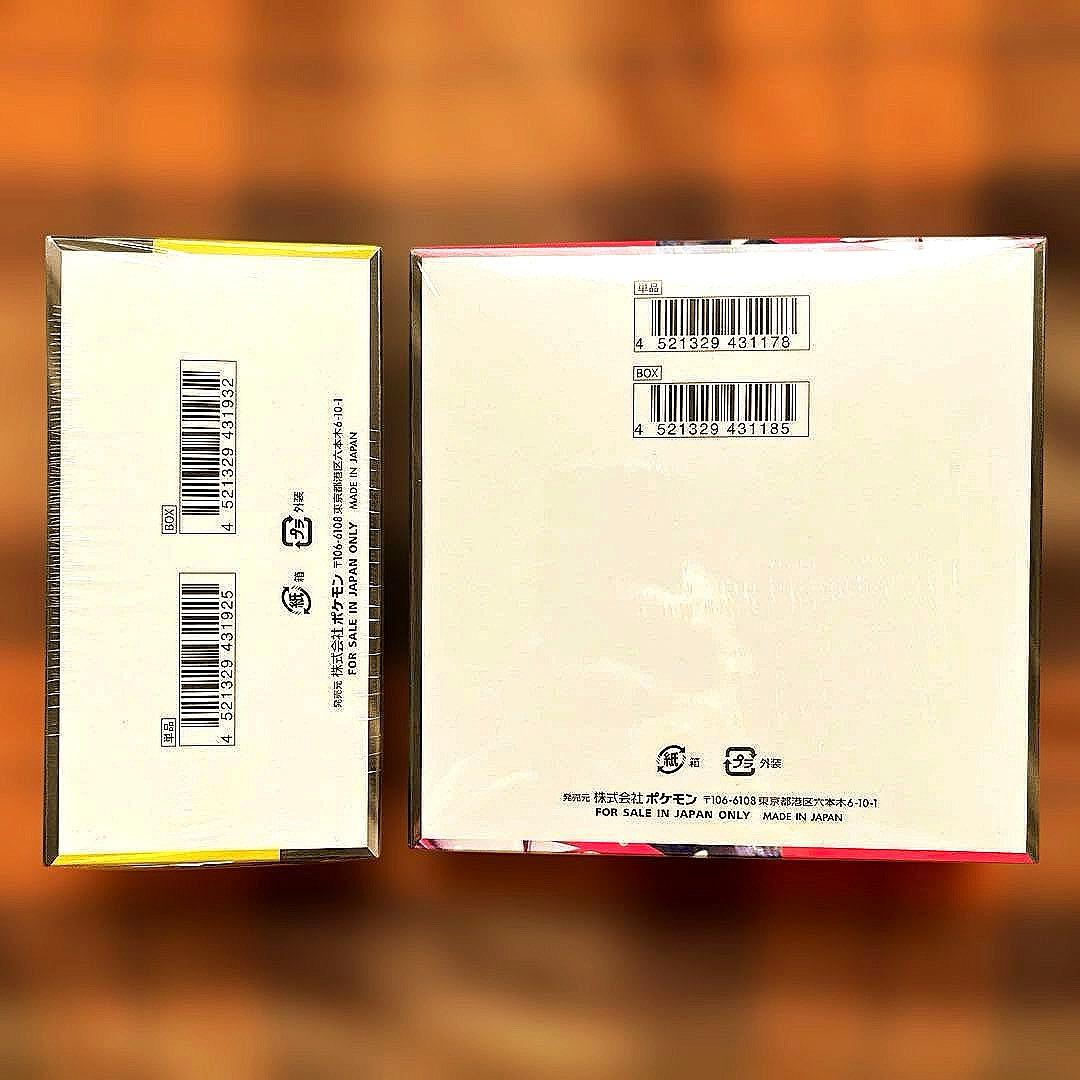 BOX
4 521329 431932
単品
4 521329 431925
プラ 外装
紙 箱
発売元 株式会社ポケモン 〒106-6108 東京都港区六本木6-10-1
FOR SALE IN JAPAN ONLY MADE IN JAPAN
単品
4 521329 431178
BOX
4 521329 431185
紙 箱 プラ 外装
発売元 株式会社ポケモン 〒106-6108 東京都港区六本木6-10-1
FOR SALE IN JAPAN ONLY MADE IN JAPAN